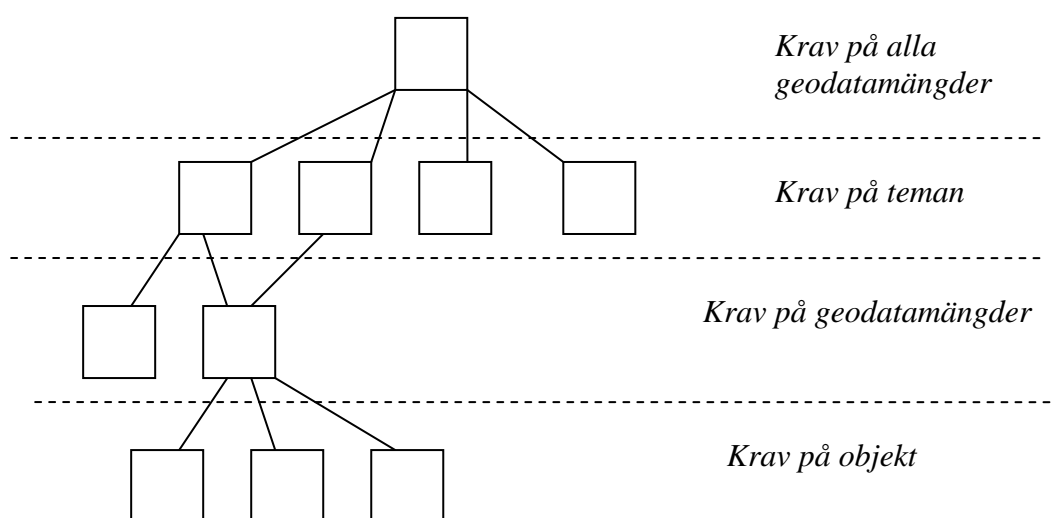 Krav på alla
geodatamängder
Krav på teman
Krav på geodatamängder
Krav på objekt